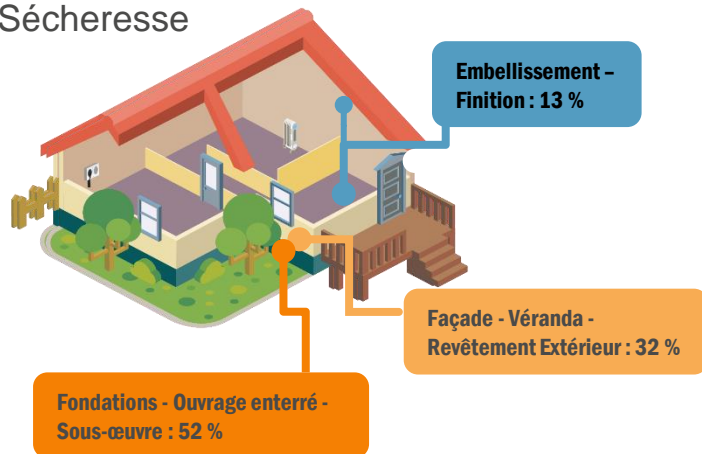 Sécheresse
Embellissement –
Finition : 13 %
Façade - Véranda -
Revêtement Extérieur : 32 %
Fondations - Ouvrage enterré -
Sous-œuvre : 52 %